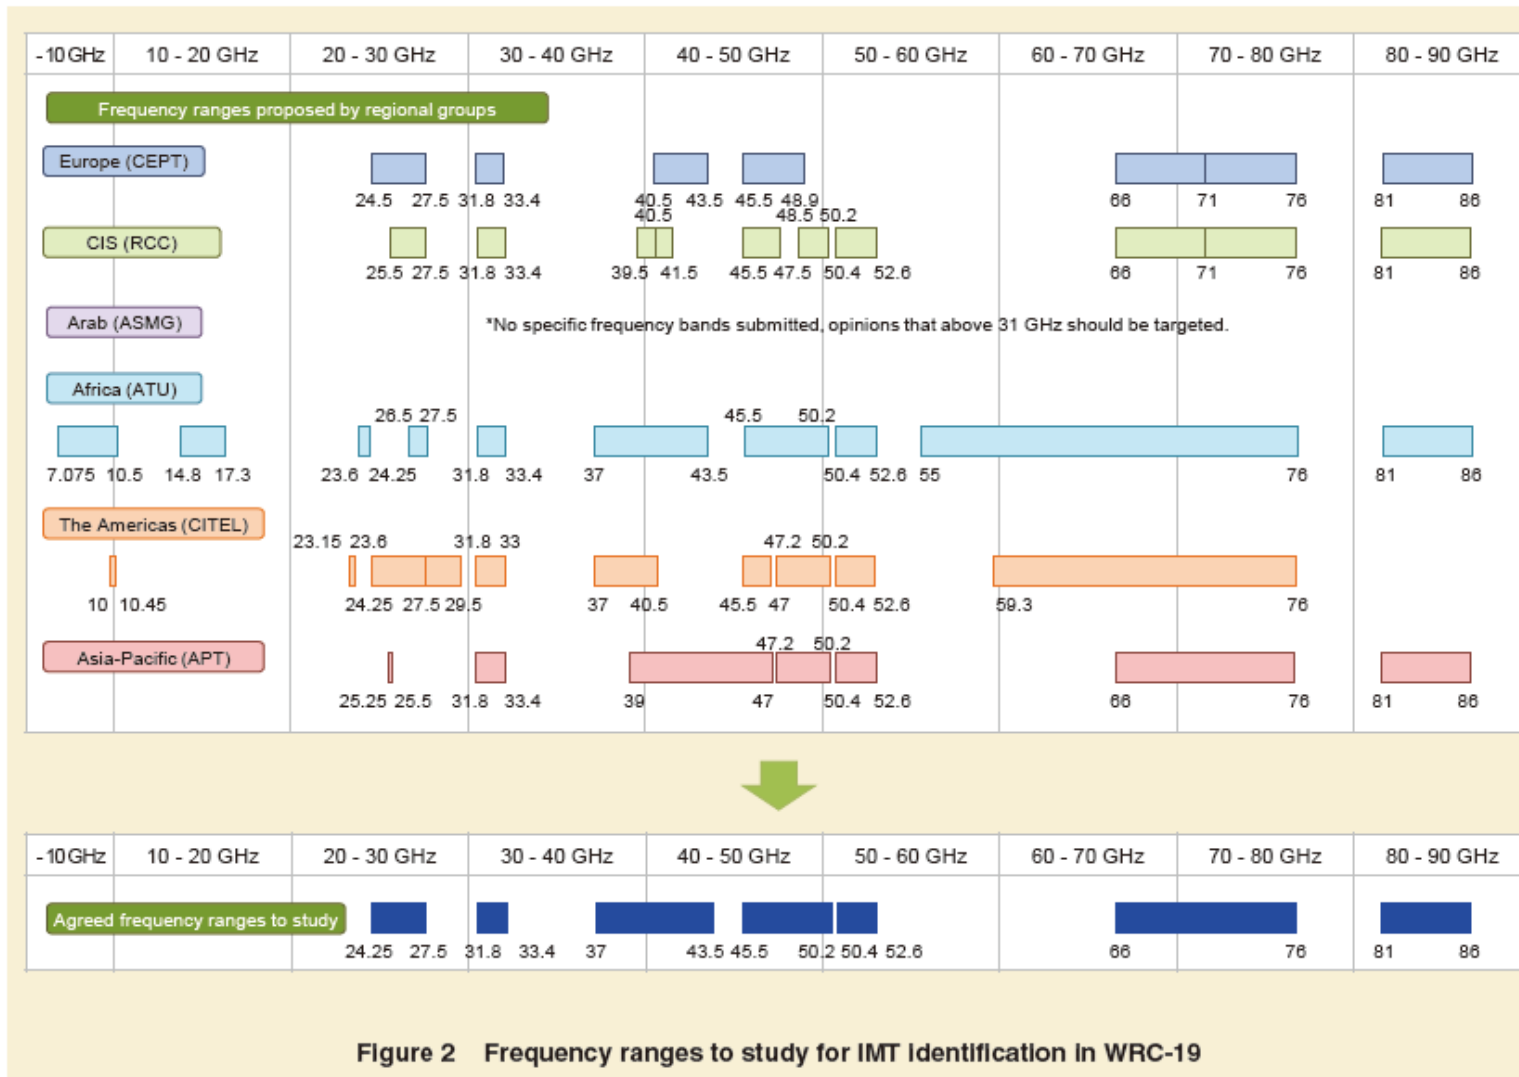 -10GHz 10 - 20 GHz 20 - 30 GHz 30 - 40 GHz 40 - 50 GHz 50 - 60 GHz 60 - 70 GHz 70 - 80 GHz 80 - 90 GHz
Frequency ranges proposed by regional groups
Europe (CEPT)
24.5 27.5 31.8 33.4 40.5 43.5 45.5 48.9 66 71 76 81 86
40.5 48.5 50.2
CIS (RCC)
25.5 27.5 31.8 33.4 39.5 41.5 45.5 47.5 50.4 52.6 66 71 76 81 86
Arab (ASMG)
*No specific frequency bands submitted, opinions that above 31 GHz should be targeted.
Africa (ATU)
26.5 27.5 45.5 50.2
7.075 10.5 14.8 17.3 23.6 24.25 31.8 33.4 37 43.5 50.4 52.6 55 76 81 86
The Americas (CITEL)
23.15 23.6 31.8 33 47.2 50.2
10 10.45 24.25 27.5 29.5 37 40.5 45.5 47 50.4 52.6 59.3 76
Asia-Pacific (APT)
47.2 50.2
25.25 25.5 31.8 33.4 39 47 50.4 52.6 66 76 81 86
-10GHz 10 - 20 GHz 20 - 30 GHz 30 - 40 GHz 40 - 50 GHz 50 - 60 GHz 60 - 70 GHz 70 - 80 GHz 80 - 90 GHz
Agreed frequency ranges to study
24.25 27.5 31.8 33.4 37 43.5 45.5 50.2 50.4 52.6 66 76 81 86
Figure 2 Frequency ranges to study for IMT identification in WRC-19